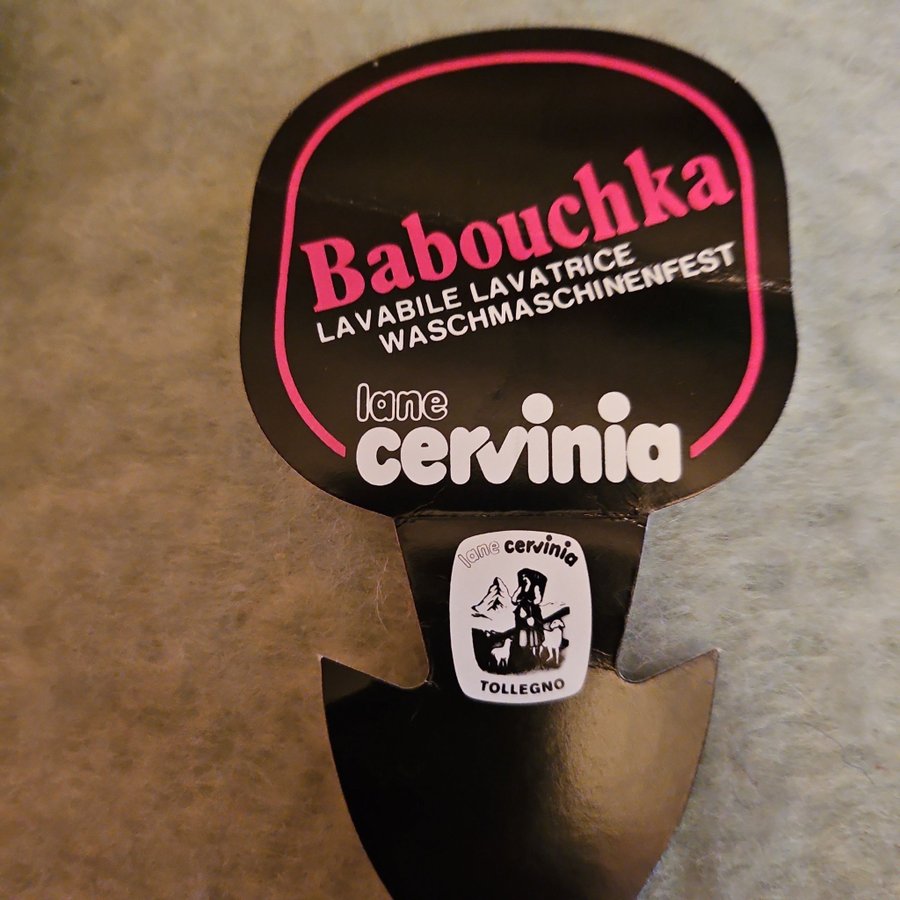 Babouchka
LAVABILE LAVATRICE
WASCHMASCHINENFEST
lane
cervinia
lane cervinia
TOLLEGNO